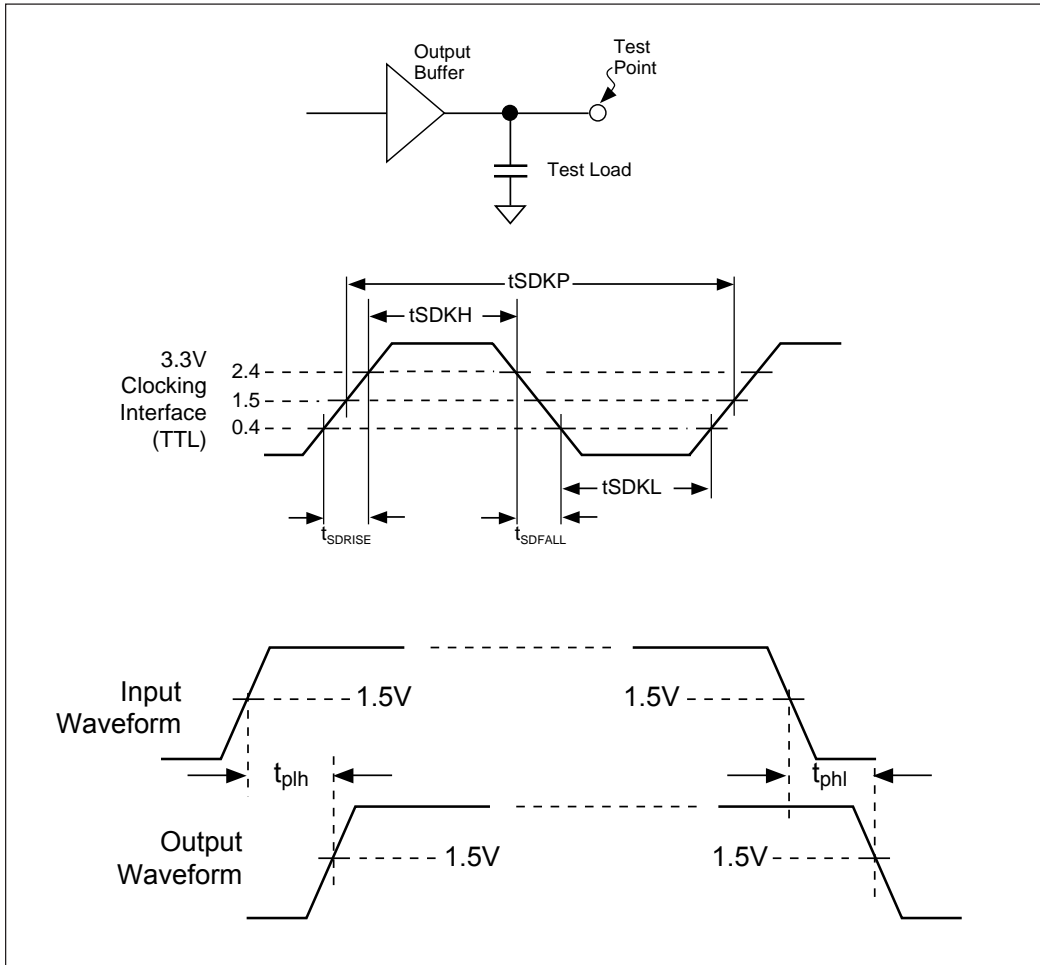 Output
Buffer
Test
Point
Test Load
tSDKP
tSDKH
3.3V
Clocking
Interface
(TTL)
2.4
1.5
0.4
tSDKL
tSDRISE
tSDFALL
Input
Waveform
1.5V
1.5V
tplh
tphl
Output
Waveform
1.5V
1.5V